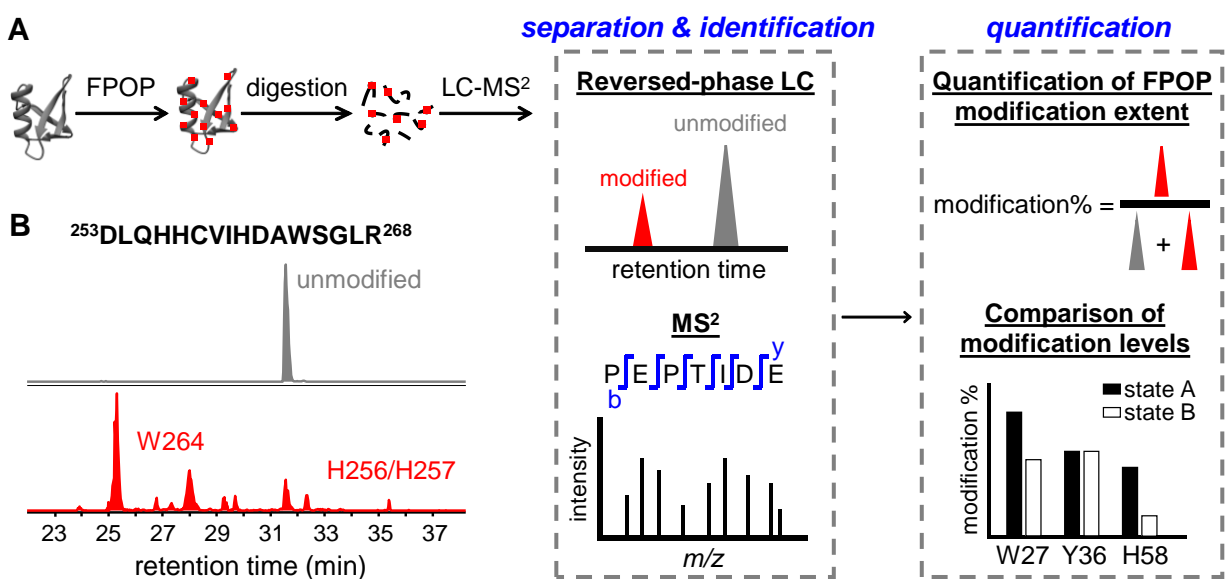 A
FPOP
digestion
LC-MS²
B
²⁵³DLQHHCVIHDAWSGLR²⁶⁸
unmodified
W264
H256/H257
23 25 27 29 31 33 35 37
retention time (min)
separation & identification
Reversed-phase LC
unmodified
modified
retention time
MS²
y
PEPTIDE
b
intensity
m/z
quantification
Quantification of FPOP
modification extent
modification% =
+
Comparison of
modification levels
state A
state B
modification %
W27 Y36 H58